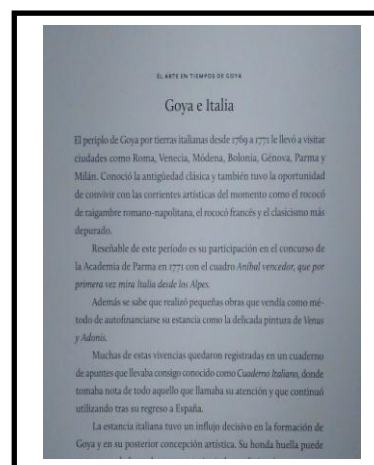 EL ARTE EN TIEMPOS DE GOYA
Goya e Italia
El periplo de Goya por tierras italianas desde 1769 a 1771 le llevó a visitar
ciudades como Roma, Venecia, Módena, Bolonia, Génova, Parma y
Milán. Conoció la antigüedad clásica y también tuvo la oportunidad
de convivir con las corrientes artísticas del momento como el rococó
de raigambre romano-napolitana, el rococó francés y el clasicismo más
depurado.
Reseñable de este período es su participación en el concurso de
la Academia de Parma en 1771 con el cuadro Aníbal vencedor, que por
primera vez mira Italia desde los Alpes.
Además se sabe que realizó pequeñas obras que vendía como mé-
todo de autofinanciarse su estancia como la delicada pintura de Venus
y Adonis.
Muchas de estas vivencias quedaron registradas en un cuaderno
de apuntes que llevaba consigo conocido como Cuaderno Italiano, donde
tomaba nota de todo aquello que llamaba su atención y que continuó
utilizando tras su regreso a España.
La estancia italiana tuvo un influjo decisivo en la formación de
Goya y en su posterior concepción artística. Su honda huella puede